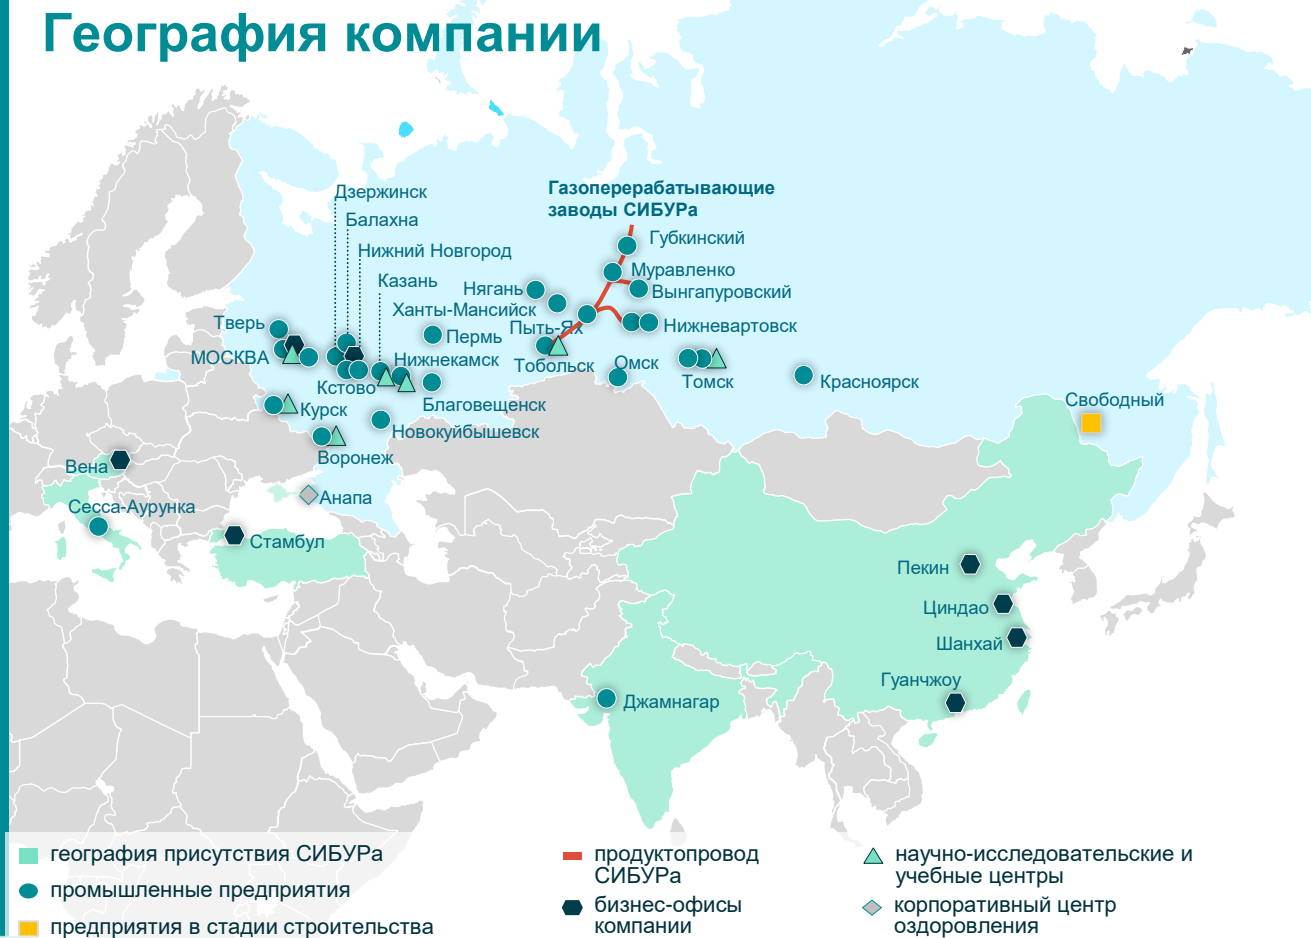 География компании
Дзержинск
Балахна
Нижний Новгород
Казань
Газоперерабатывающие
заводы СИБУРа
Губкинский
Муравленко
Вынгапуровский
Нягань
Ханты-Мансийск
Пыть-Ях
Нижневартовск
Тверь
Пермь
МОСКВА
Нижнекамск
Тобольск
Омск
Томск
Красноярск
Кстово
Курск
Благовещенск
Свободный
Новокуйбышевск
Воронеж
Вена
Анапа
Сесса-Аурунка
Стамбул
Пекин
Циндао
Шанхай
Гуанчжоу
Джамнагар
география присутствия СИБУРа
промышленные предприятия
предприятия в стадии строительства
продуктопровод
СИБУРа
бизнес-офисы
компании
научно-исследовательские и
учебные центры
корпоративный центр
оздоровления